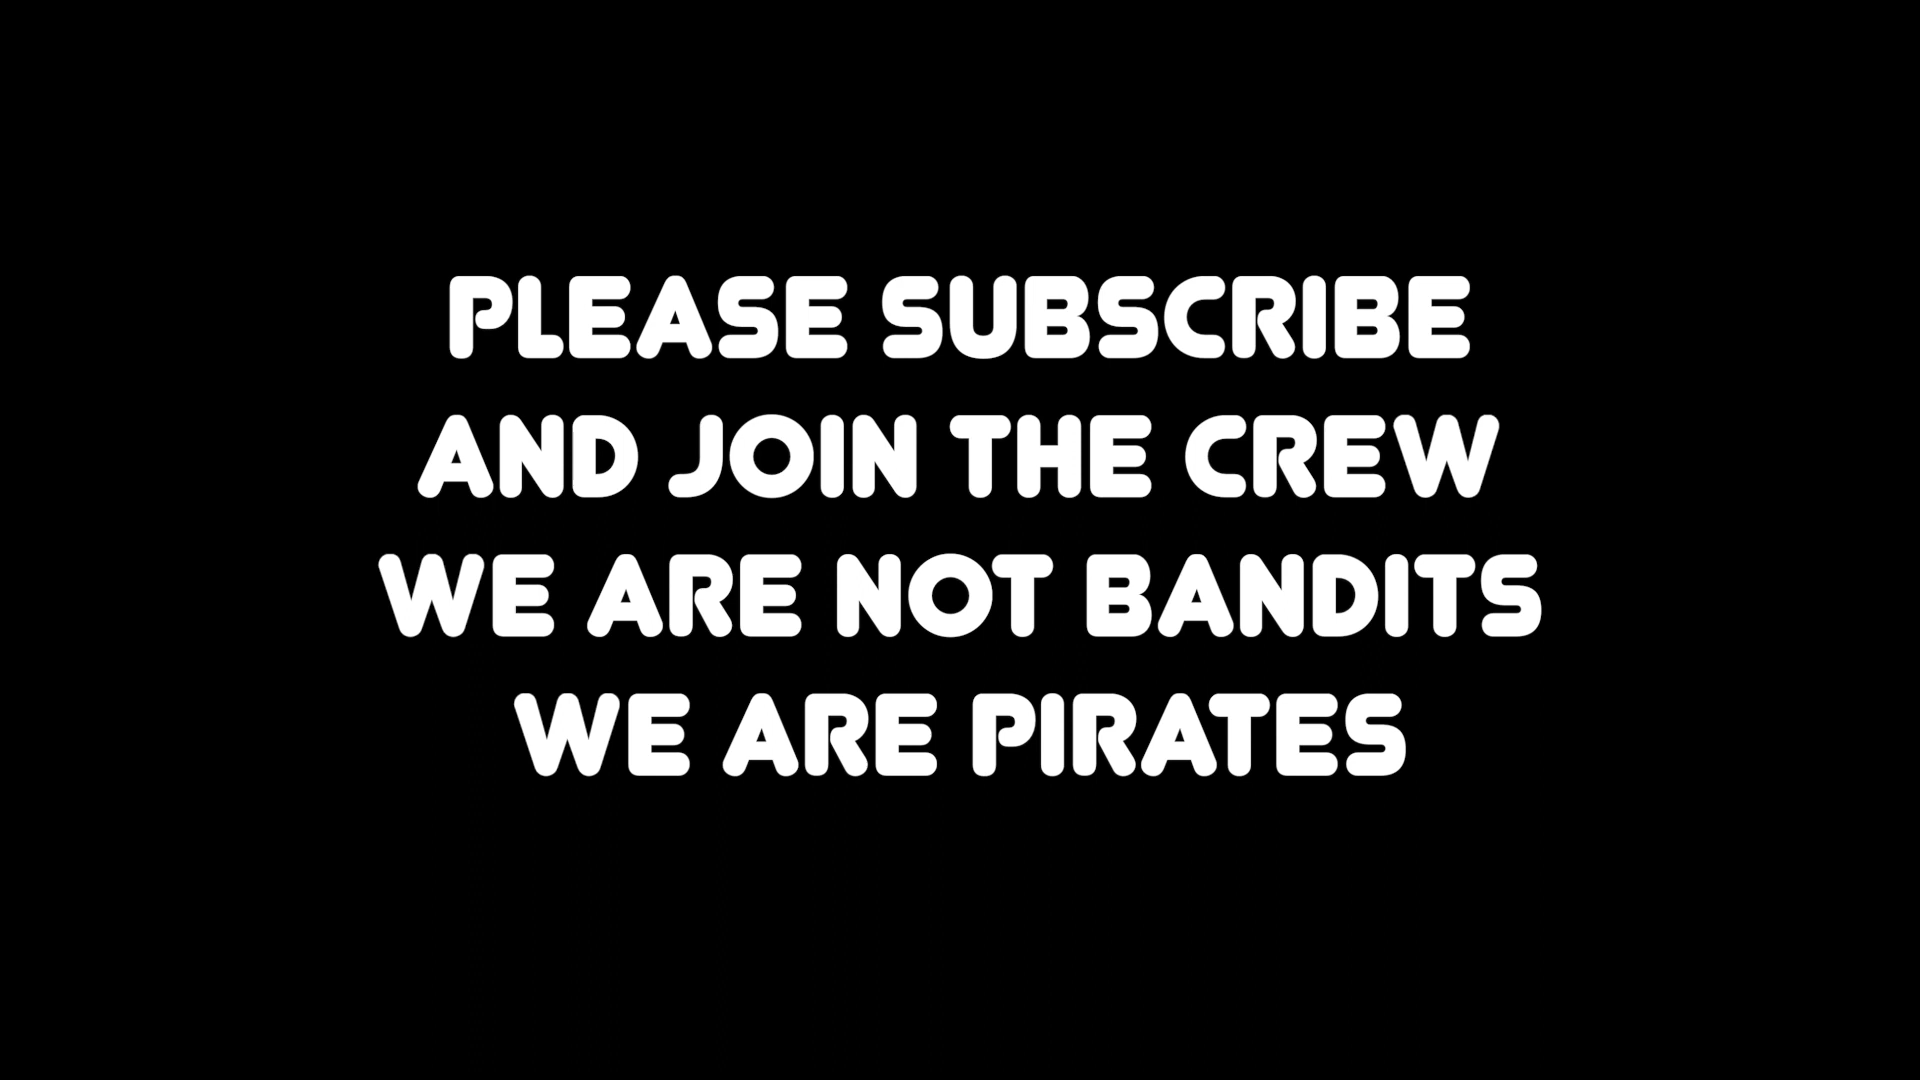 PLEASE SUBSCRIBE
AND JOIN THE CREW
WE ARE NOT BANDITS
WE ARE PIRATES